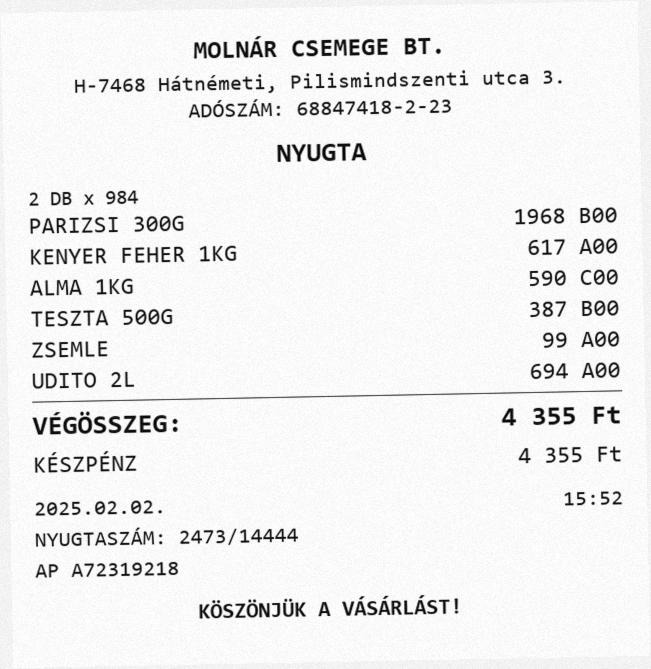 MOLNÁR CSEMEGE BT.
H-7468 Hátnémeti, Pilismindszenti utca 3.
ADÓSZÁM: 68847418-2-23
NYUGTA
2 DB x 984
PARIZSI 300G 1968 B00
KENYER FEHER 1KG 617 A00
ALMA 1KG 590 C00
TESZTA 500G 387 B00
ZSEMLE 99 A00
UDITO 2L 694 A00
VÉGÖSSZEG: 4 355 Ft
KÉSZPÉNZ 4 355 Ft
2025.02.02. 15:52
NYUGTASZÁM: 2473/14444
AP A72319218
KÖSZÖNJÜK A VÁSÁRLÁST!